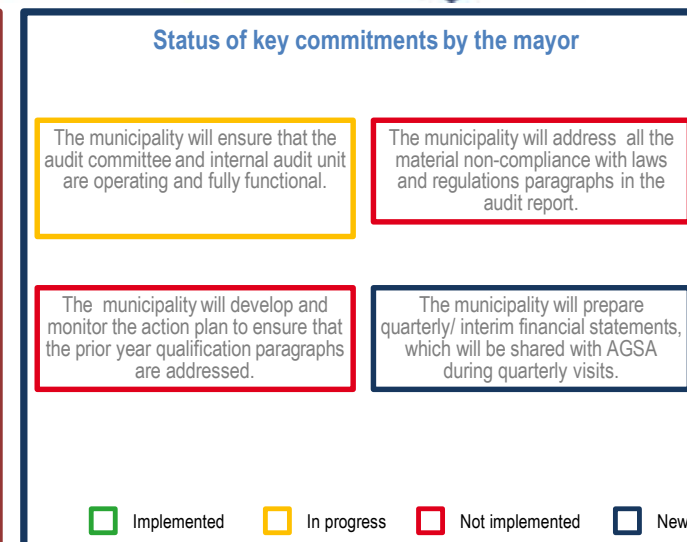 Status of key commitments by the mayor
The municipality will ensure that the
audit committee and internal audit unit
are operating and fully functional.
The municipality will address all the
material non-compliance with laws
and regulations paragraphs in the
audit report.
The municipality will develop and
monitor the action plan to ensure that
the prior year qualification paragraphs
are addressed.
The municipality will prepare
quarterly/ interim financial statements,
which will be shared with AGSA
during quarterly visits.
Implemented
In progress
Not implemented
New